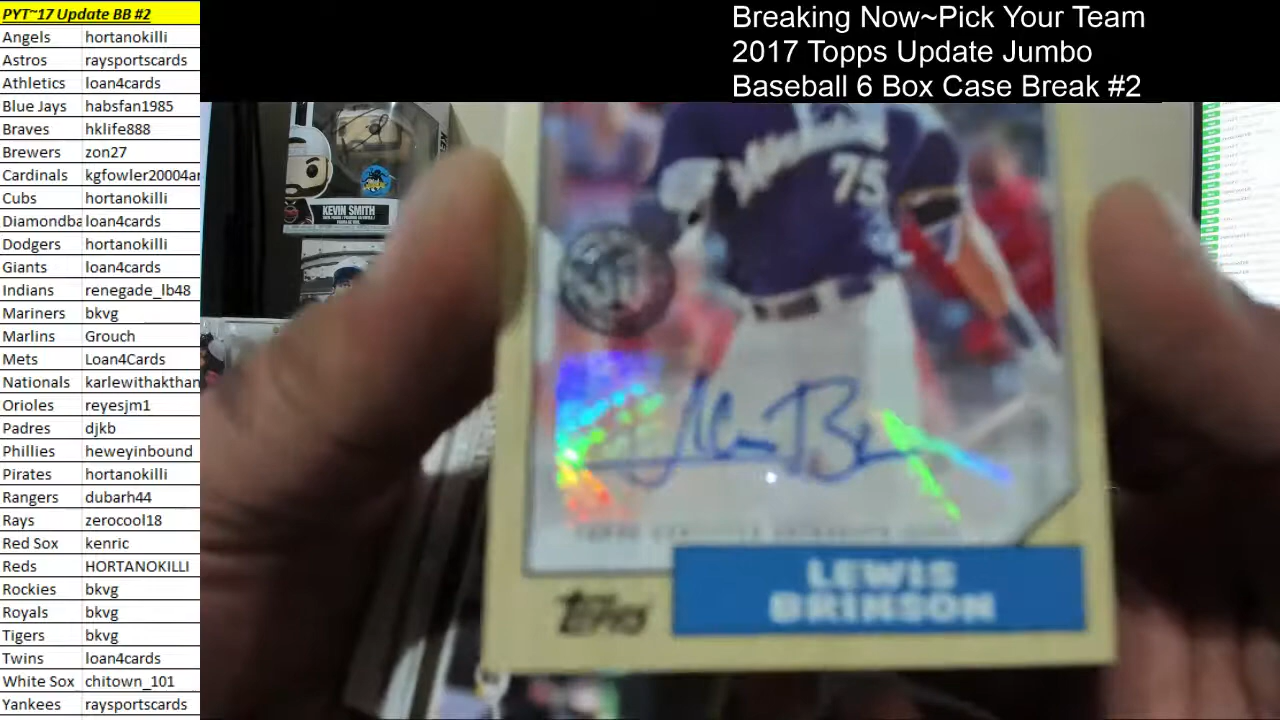 PYT~17 Update BB #2
Angels hortanokilli
Astros raysportscards
Athletics loan4cards
Blue Jays habsfan1985
Braves hklife888
Brewers zon27
Cardinals kgfowler20004ar
Cubs hortanokilli
Diamondba loan4cards
Dodgers hortanokilli
Giants loan4cards
Indians renegade_lb48
Mariners bkvg
Marlins Grouch
Mets Loan4Cards
Nationals karlewithakthan
Orioles reyesjm1
Padres djkb
Phillies heweyinbound
Pirates hortanokilli
Rangers dubarh44
Rays zerocool18
Red Sox kenric
Reds HORTANOKILLI
Rockies bkvg
Royals bkvg
Tigers bkvg
Twins loan4cards
White Sox chitown_101
Yankees raysportscards
Breaking Now~Pick Your Team
2017 Topps Update Jumbo
Baseball 6 Box Case Break #2
KEVIN SMITH
75
topps
LEWIS
BRINSON